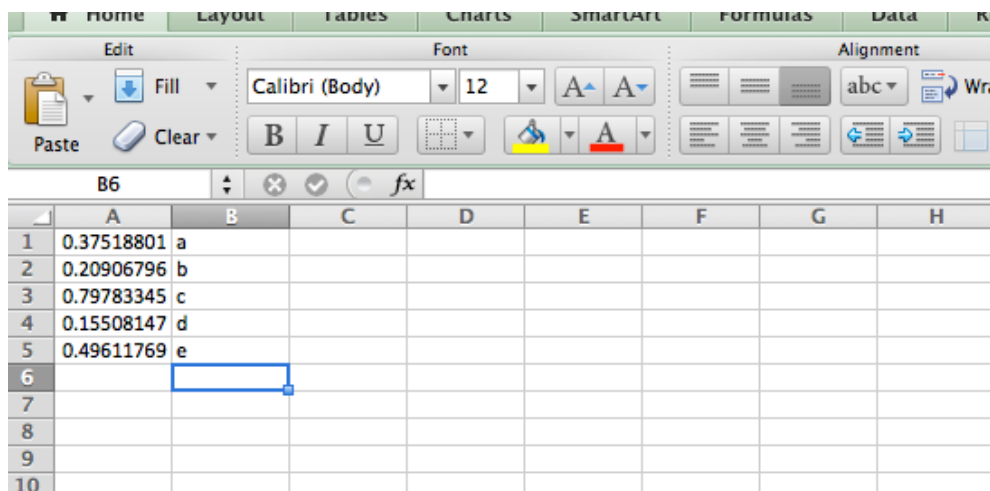 Home Layout Tables Charts SmartArt Formulas Data
Edit Font Alignment
Fill Calibri (Body) 12 A A abc
Paste Clear B I U A
B6 fx
A B C D E F G H
1 0.37518801 a
2 0.20906796 b
3 0.79783345 c
4 0.15508147 d
5 0.49611769 e
6
7
8
9
10